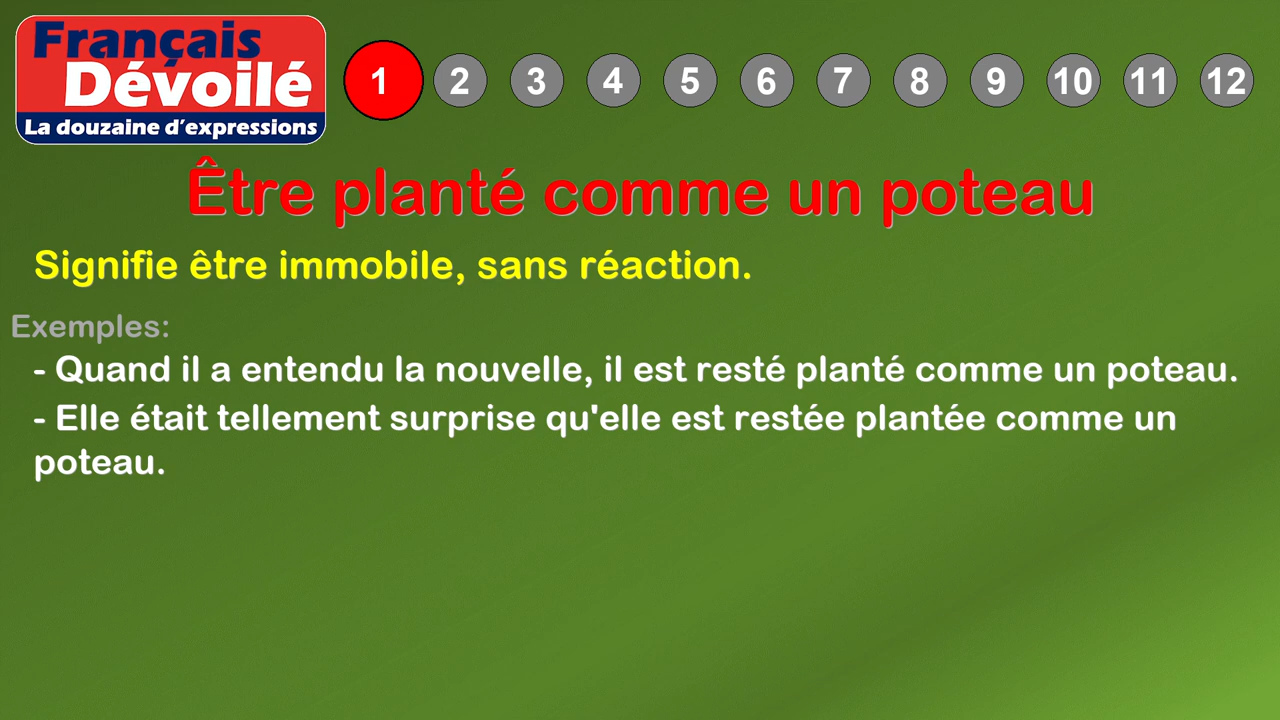 Français
Dévoilé
La douzaine d'expressions
1 2 3 4 5 6 7 8 9 10 11 12
Être planté comme un poteau
Signifie être immobile, sans réaction.
Exemples:
- Quand il a entendu la nouvelle, il est resté planté comme un poteau.
- Elle était tellement surprise qu'elle est restée plantée comme un
poteau.